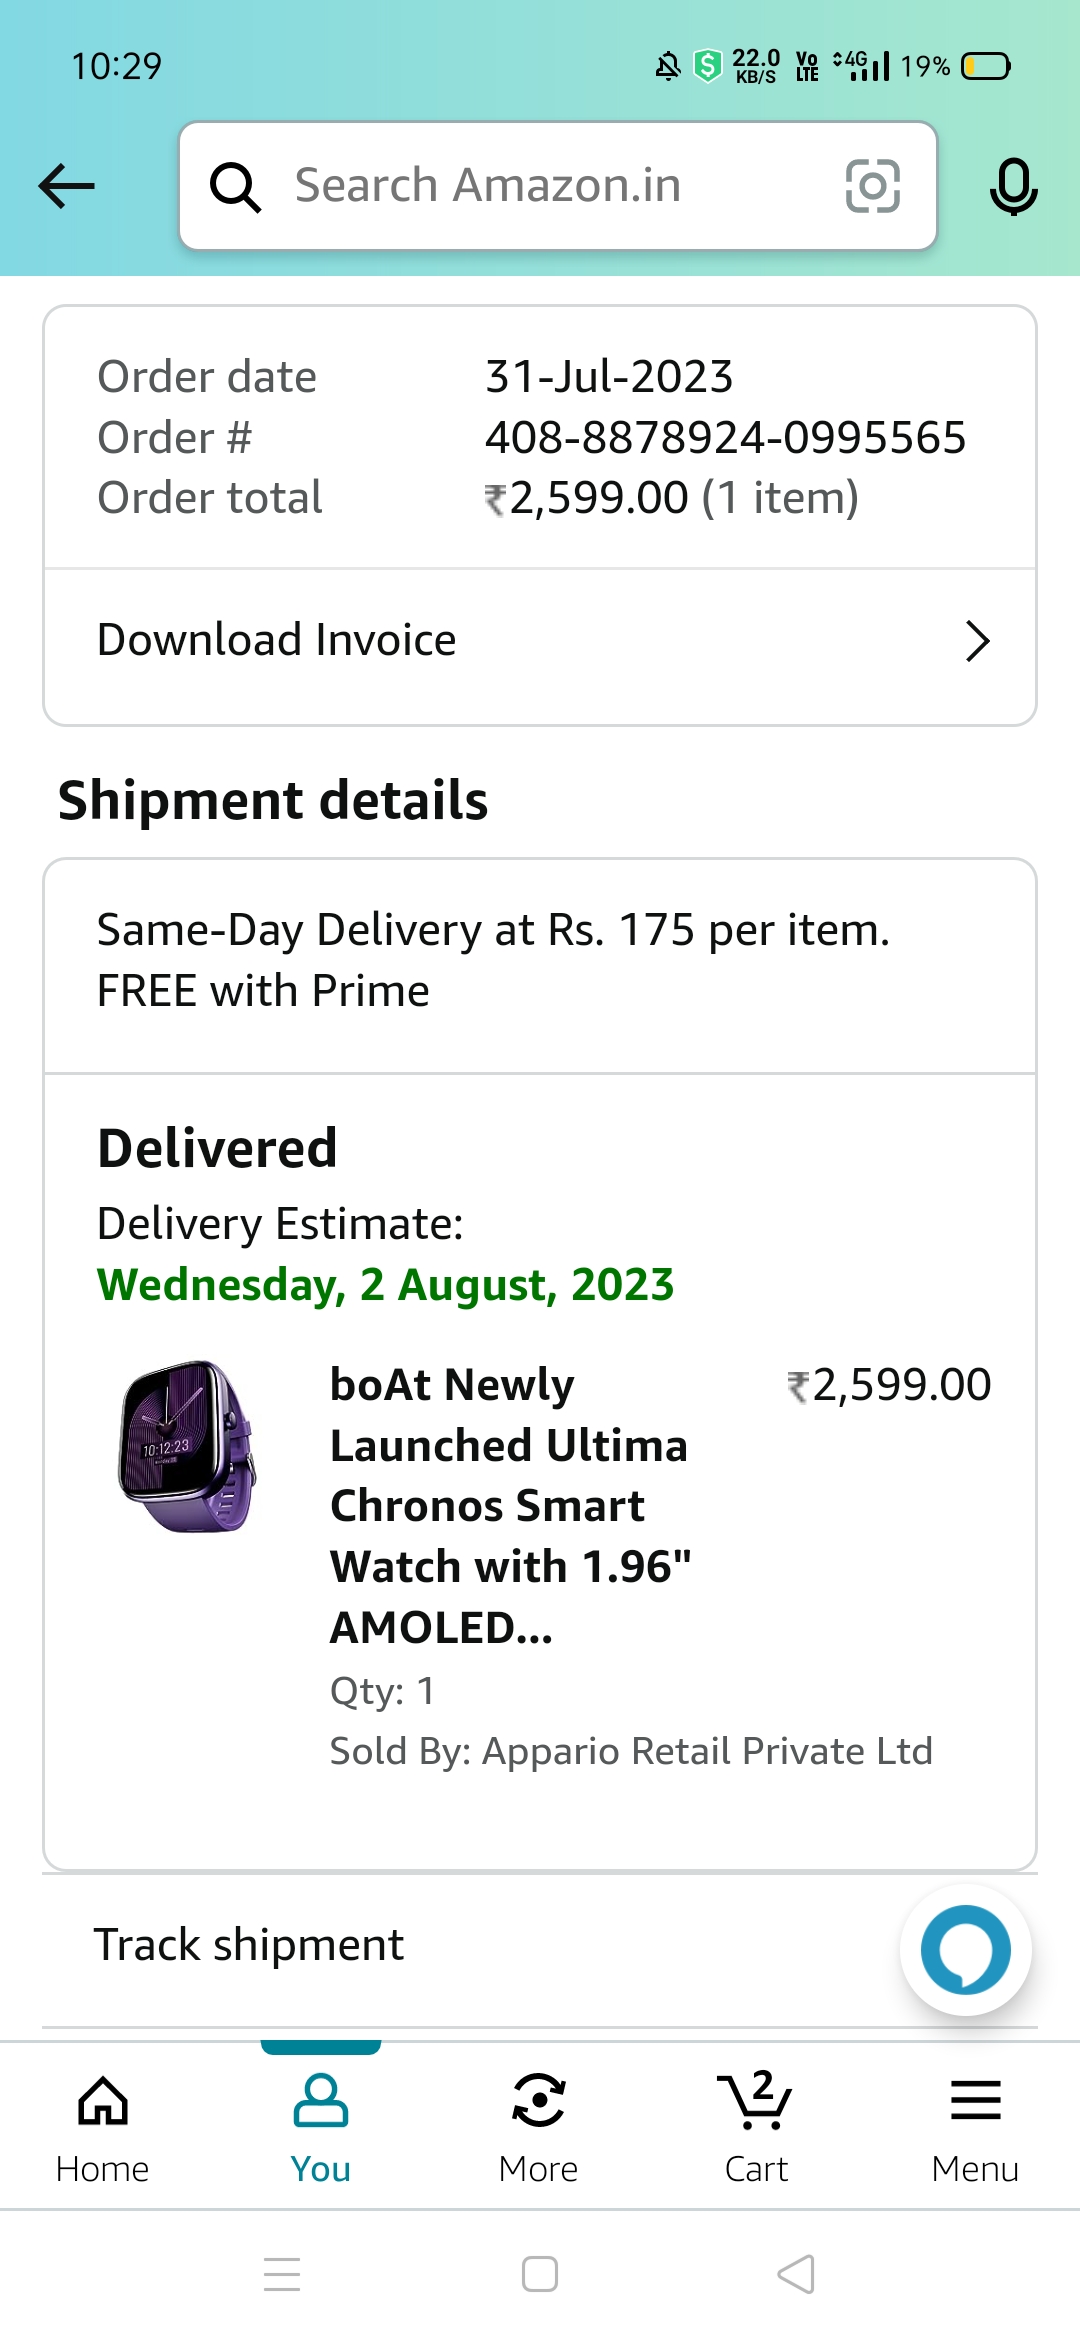 10:29
22.0 KB/S Vo LTE 4G 19%
Search Amazon.in
Order date 31-Jul-2023
Order # 408-8878924-0995565
Order total ₹2,599.00 (1 item)
Download Invoice
Shipment details
Same-Day Delivery at Rs. 175 per item.
FREE with Prime
Delivered
Delivery Estimate:
Wednesday, 2 August, 2023
boAt Newly ₹2,599.00
Launched Ultima
Chronos Smart
Watch with 1.96"
AMOLED...
10:12:23
Qty: 1
Sold By: Appario Retail Private Ltd
Track shipment
2
Home You More Cart Menu